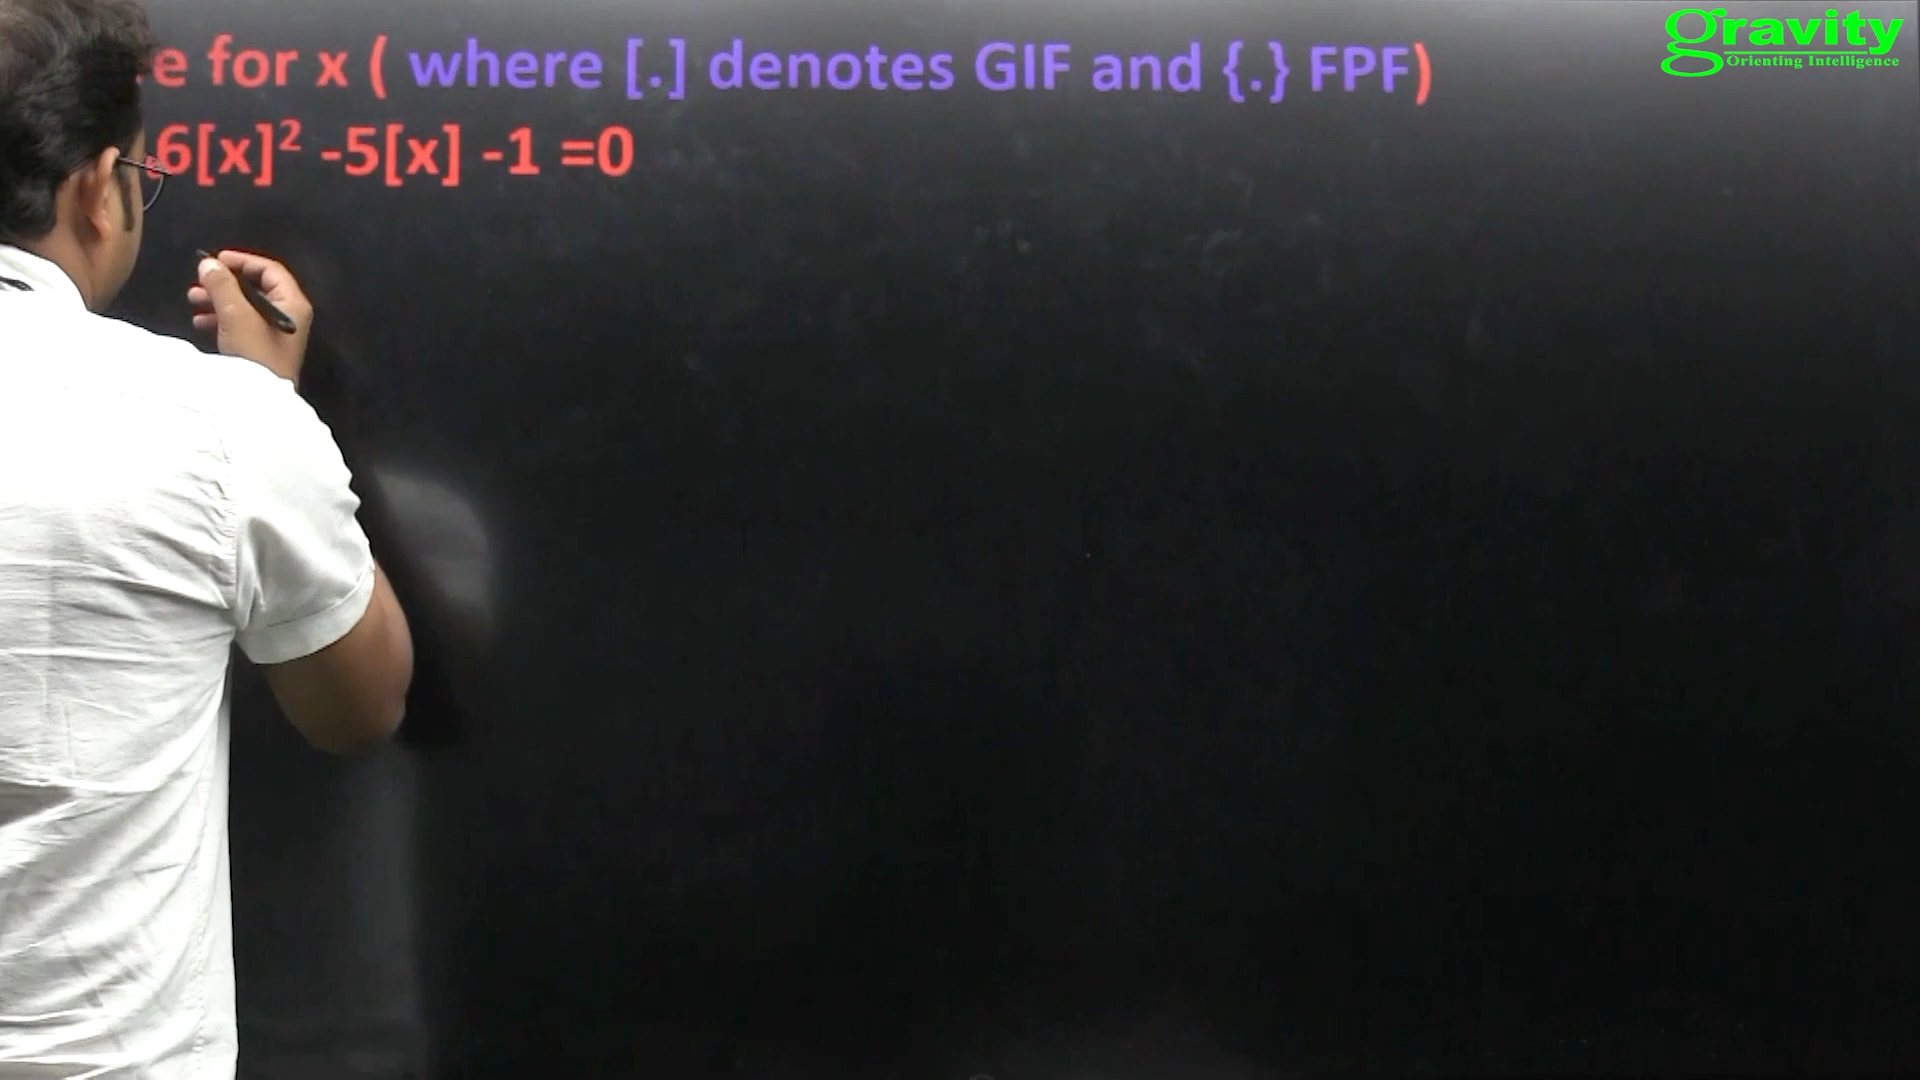 for x ( where [.] denotes GIF and {.} FPF)
6[x]² -5[x] -1 =0
gravity
Orienting Intelligence